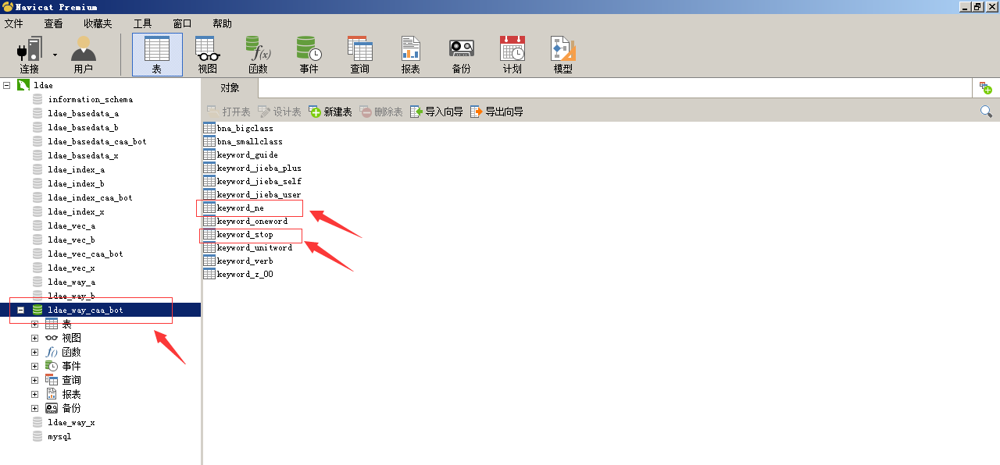 Navicat Premium
文件 查看 收藏夹 工具 窗口 帮助
连接 用户 表 视图 f(x) 函数 事件 查询 报表 备份 计划 模型
ldae
information_schema
ldae_basedata_a
ldae_basedata_b
ldae_basedata_caa_bot
ldae_basedata_x
ldae_index_a
ldae_index_b
ldae_index_caa_bot
ldae_index_x
ldae_vec_a
ldae_vec_b
ldae_vec_caa_bot
ldae_vec_x
ldae_way_a
ldae_way_b
ldae_way_caa_bot
表
视图
f() 函数
事件
查询
报表
备份
ldae_way_x
mysql
对象
打开表 设计表 新建表 删除表 导入向导 导出向导
bna_bigclass
bna_smallclass
keyword_guide
keyword_jieba_plus
keyword_jieba_self
keyword_jieba_user
keyword_ne
keyword_oneword
keyword_stop
keyword_unitword
keyword_verb
keyword_z_00